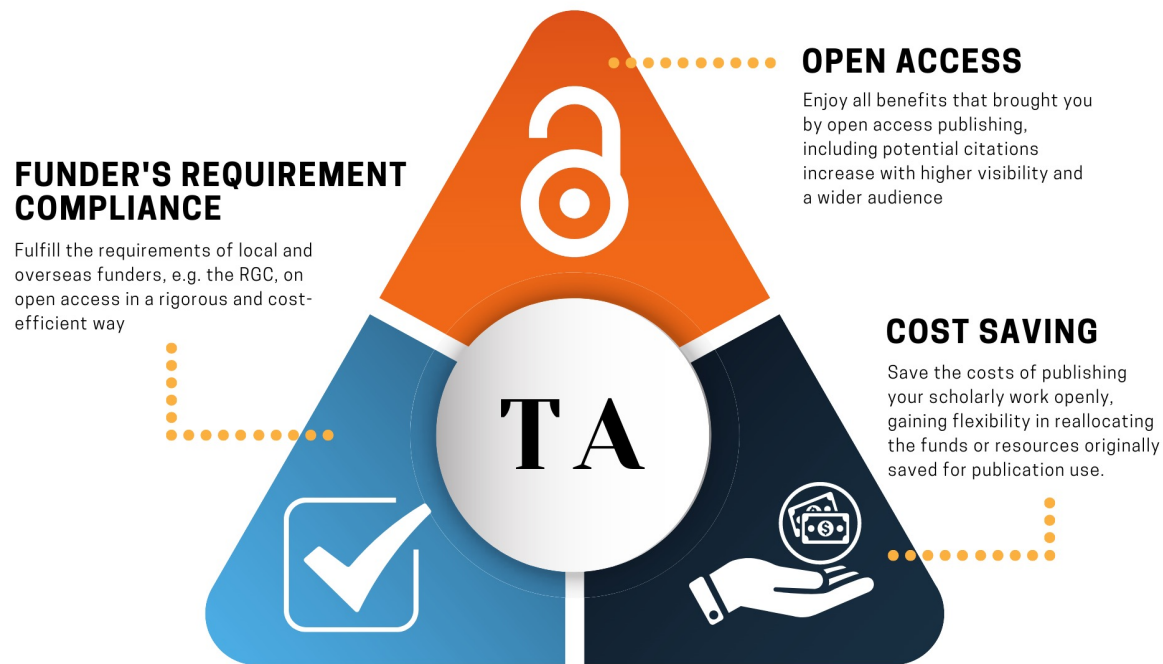 OPEN ACCESS
Enjoy all benefits that brought you
by open access publishing,
including potential citations
increase with higher visibility and
a wider audience
FUNDER'S REQUIREMENT
COMPLIANCE
Fulfill the requirements of local and
overseas funders, e.g. the RGC, on
open access in a rigorous and cost-
efficient way
COST SAVING
Save the costs of publishing
your scholarly work openly,
gaining flexibility in reallocating
the funds or resources originally
saved for publication use.
TA